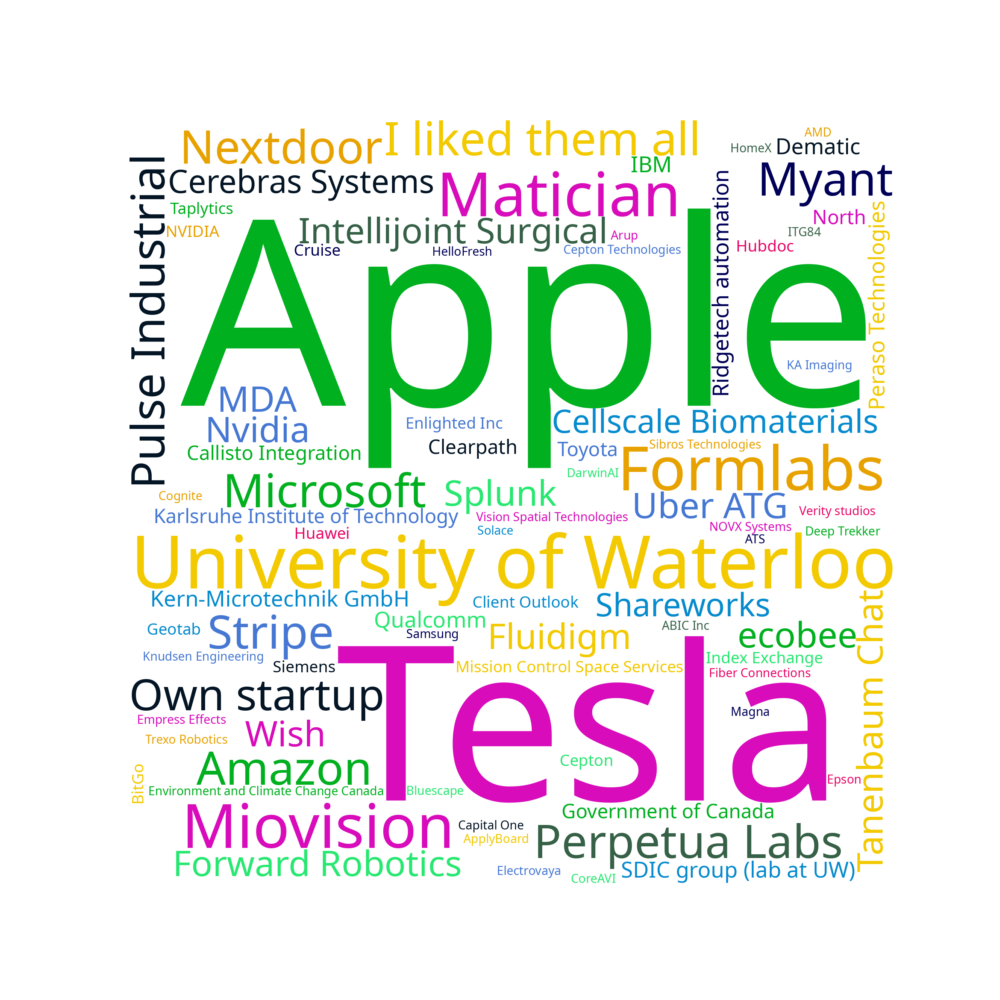 Nextdoor
I liked them all
AMD
HomeX
Dematic
IBM
Cerebras Systems
Matician
Myant
Pulse Industrial
Taplytics
North
NVIDIA
Intellijoint Surgical
Arup
ITG84
Hubdoc
Cruise
HelloFresh
Cepton Technologies
Ridgetech automation
Peraso Technologies
Apple
KA Imaging
MDA
Nvidia
Enlighted Inc
Cellscale Biomaterials
Callisto Integration
Clearpath
Toyota
Sibros Technologies
DarwinAI
Formlabs
Cognite
Microsoft
Splunk
Uber ATG
Verity studios
Karlsruhe Institute of Technology
Vision Spatial Technologies
NOVX Systems
Huawei
Solace
ATS
Deep Trekker
University of Waterloo
Kern-Microtechnik GmbH
Client Outlook
Shareworks
Qualcomm
Geotab
Stripe
Samsung
Fluidigm
ABIC Inc
ecobee
Tanenbaum Chato
Knudsen Engineering
Siemens
Mission Control Space Services
Index Exchange
Fiber Connections
Own startup
Tesla
Magna
Empress Effects
Trexo Robotics
Wish
Cepton
Amazon
Epson
BitGo
Environment and Climate Change Canada
Bluescape
Miovision
Capital One
Government of Canada
ApplyBoard
Perpetua Labs
Forward Robotics
Electrovaya
CoreAVI
SDIC group (lab at UW)